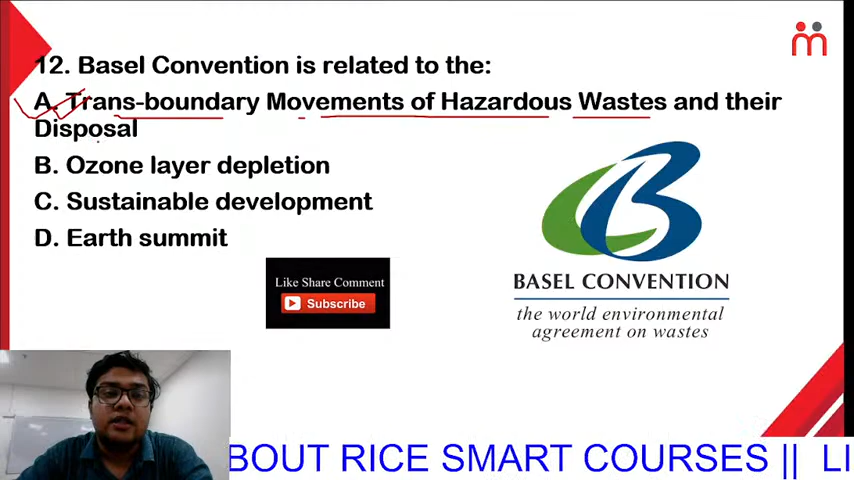 12. Basel Convention is related to the:
A. Trans-boundary Movements of Hazardous Wastes and their
Disposal
B. Ozone layer depletion
C. Sustainable development
D. Earth summit
Like Share Comment
Subscribe
BASEL CONVENTION
the world environmental
agreement on wastes
BOUT RICE SMART COURSES || LI